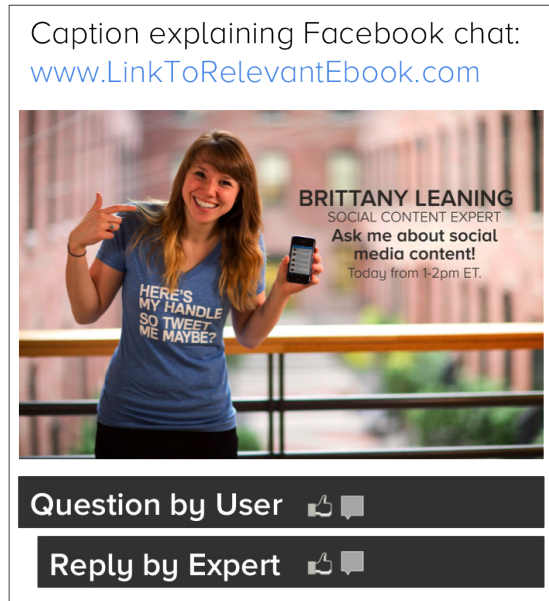 Caption explaining Facebook chat:
www.LinkToRelevantEbook.com
BRITTANY LEANING
SOCIAL CONTENT EXPERT
Ask me about social
media content!
Today from 1-2pm ET.
HERE'S
MY HANDLE
SO TWEET
ME MAYBE?
Question by User
Reply by Expert